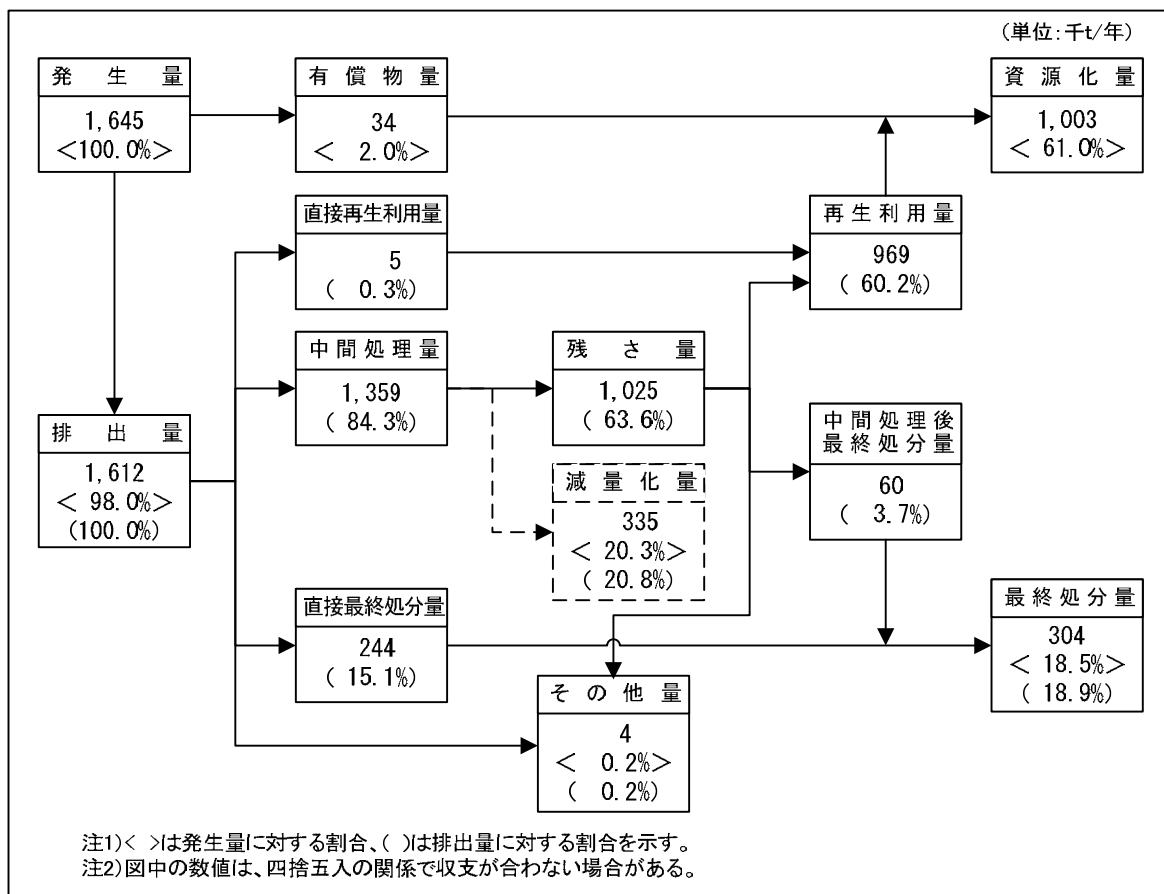 (単位:千t/年)
発生量
1,645
<100.0%>
有償物量
34
< 2.0%>
資源化量
1,003
< 61.0%>
直接再生利用量
5
( 0.3%)
再生利用量
969
( 60.2%)
中間処理量
1,359
( 84.3%)
残さ量
1,025
( 63.6%)
排出量
1,612
< 98.0%>
(100.0%)
減量化量
335
< 20.3%>
( 20.8%)
中間処理後
最終処分量
60
( 3.7%)
直接最終処分量
244
( 15.1%)
最終処分量
304
< 18.5%>
( 18.9%)
その他量
4
< 0.2%>
( 0.2%)
注1)< >は発生量に対する割合、( )は排出量に対する割合を示す。
注2)図中の数値は、四捨五入の関係で収支が合わない場合がある。